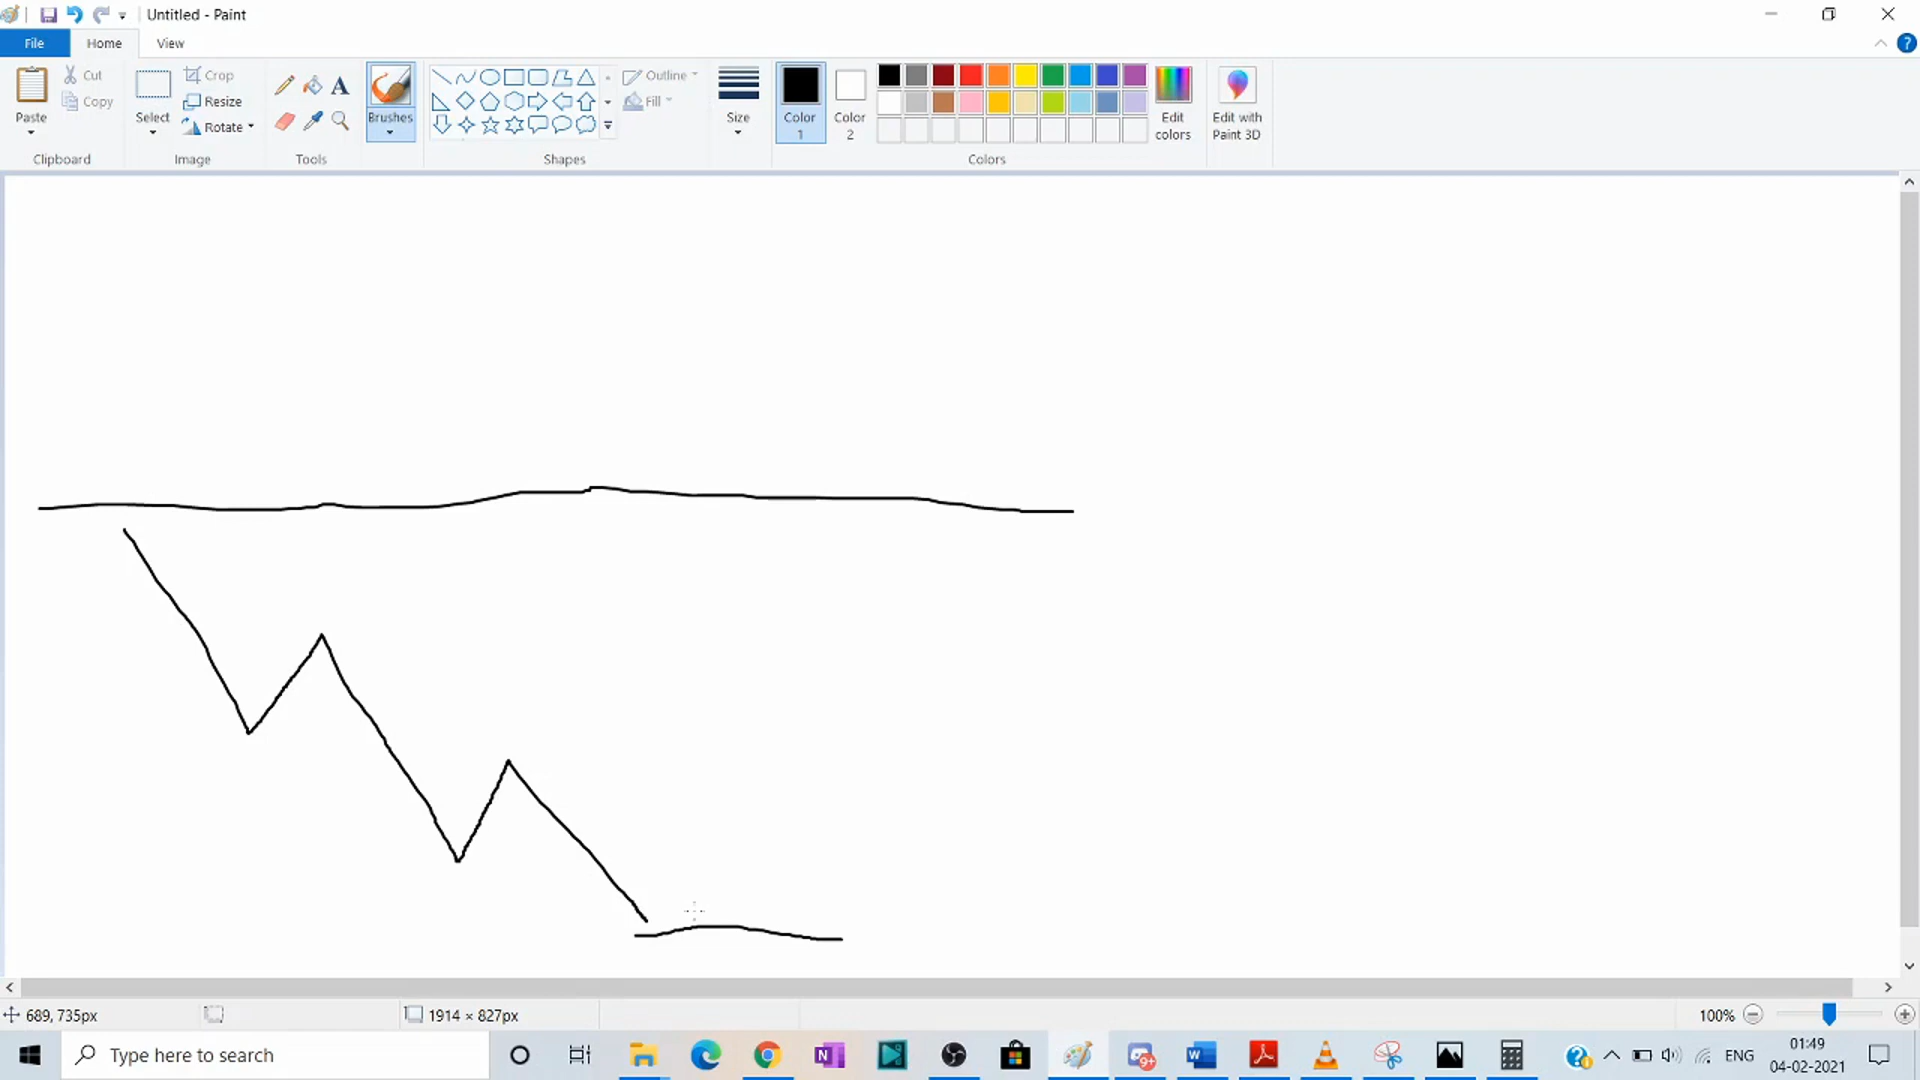 Untitled - Paint
File Home View
Paste
Cut
Copy
Clipboard
Select
Crop
Resize
Rotate
Image
Tools
Brushes
Shapes
Outline
Fill
Size
Color 1
Color 2
Edit colors
Colors
Edit with Paint 3D
689, 735px
1914 × 827px
100%
Type here to search
9+
ENG
01:49
04-02-2021